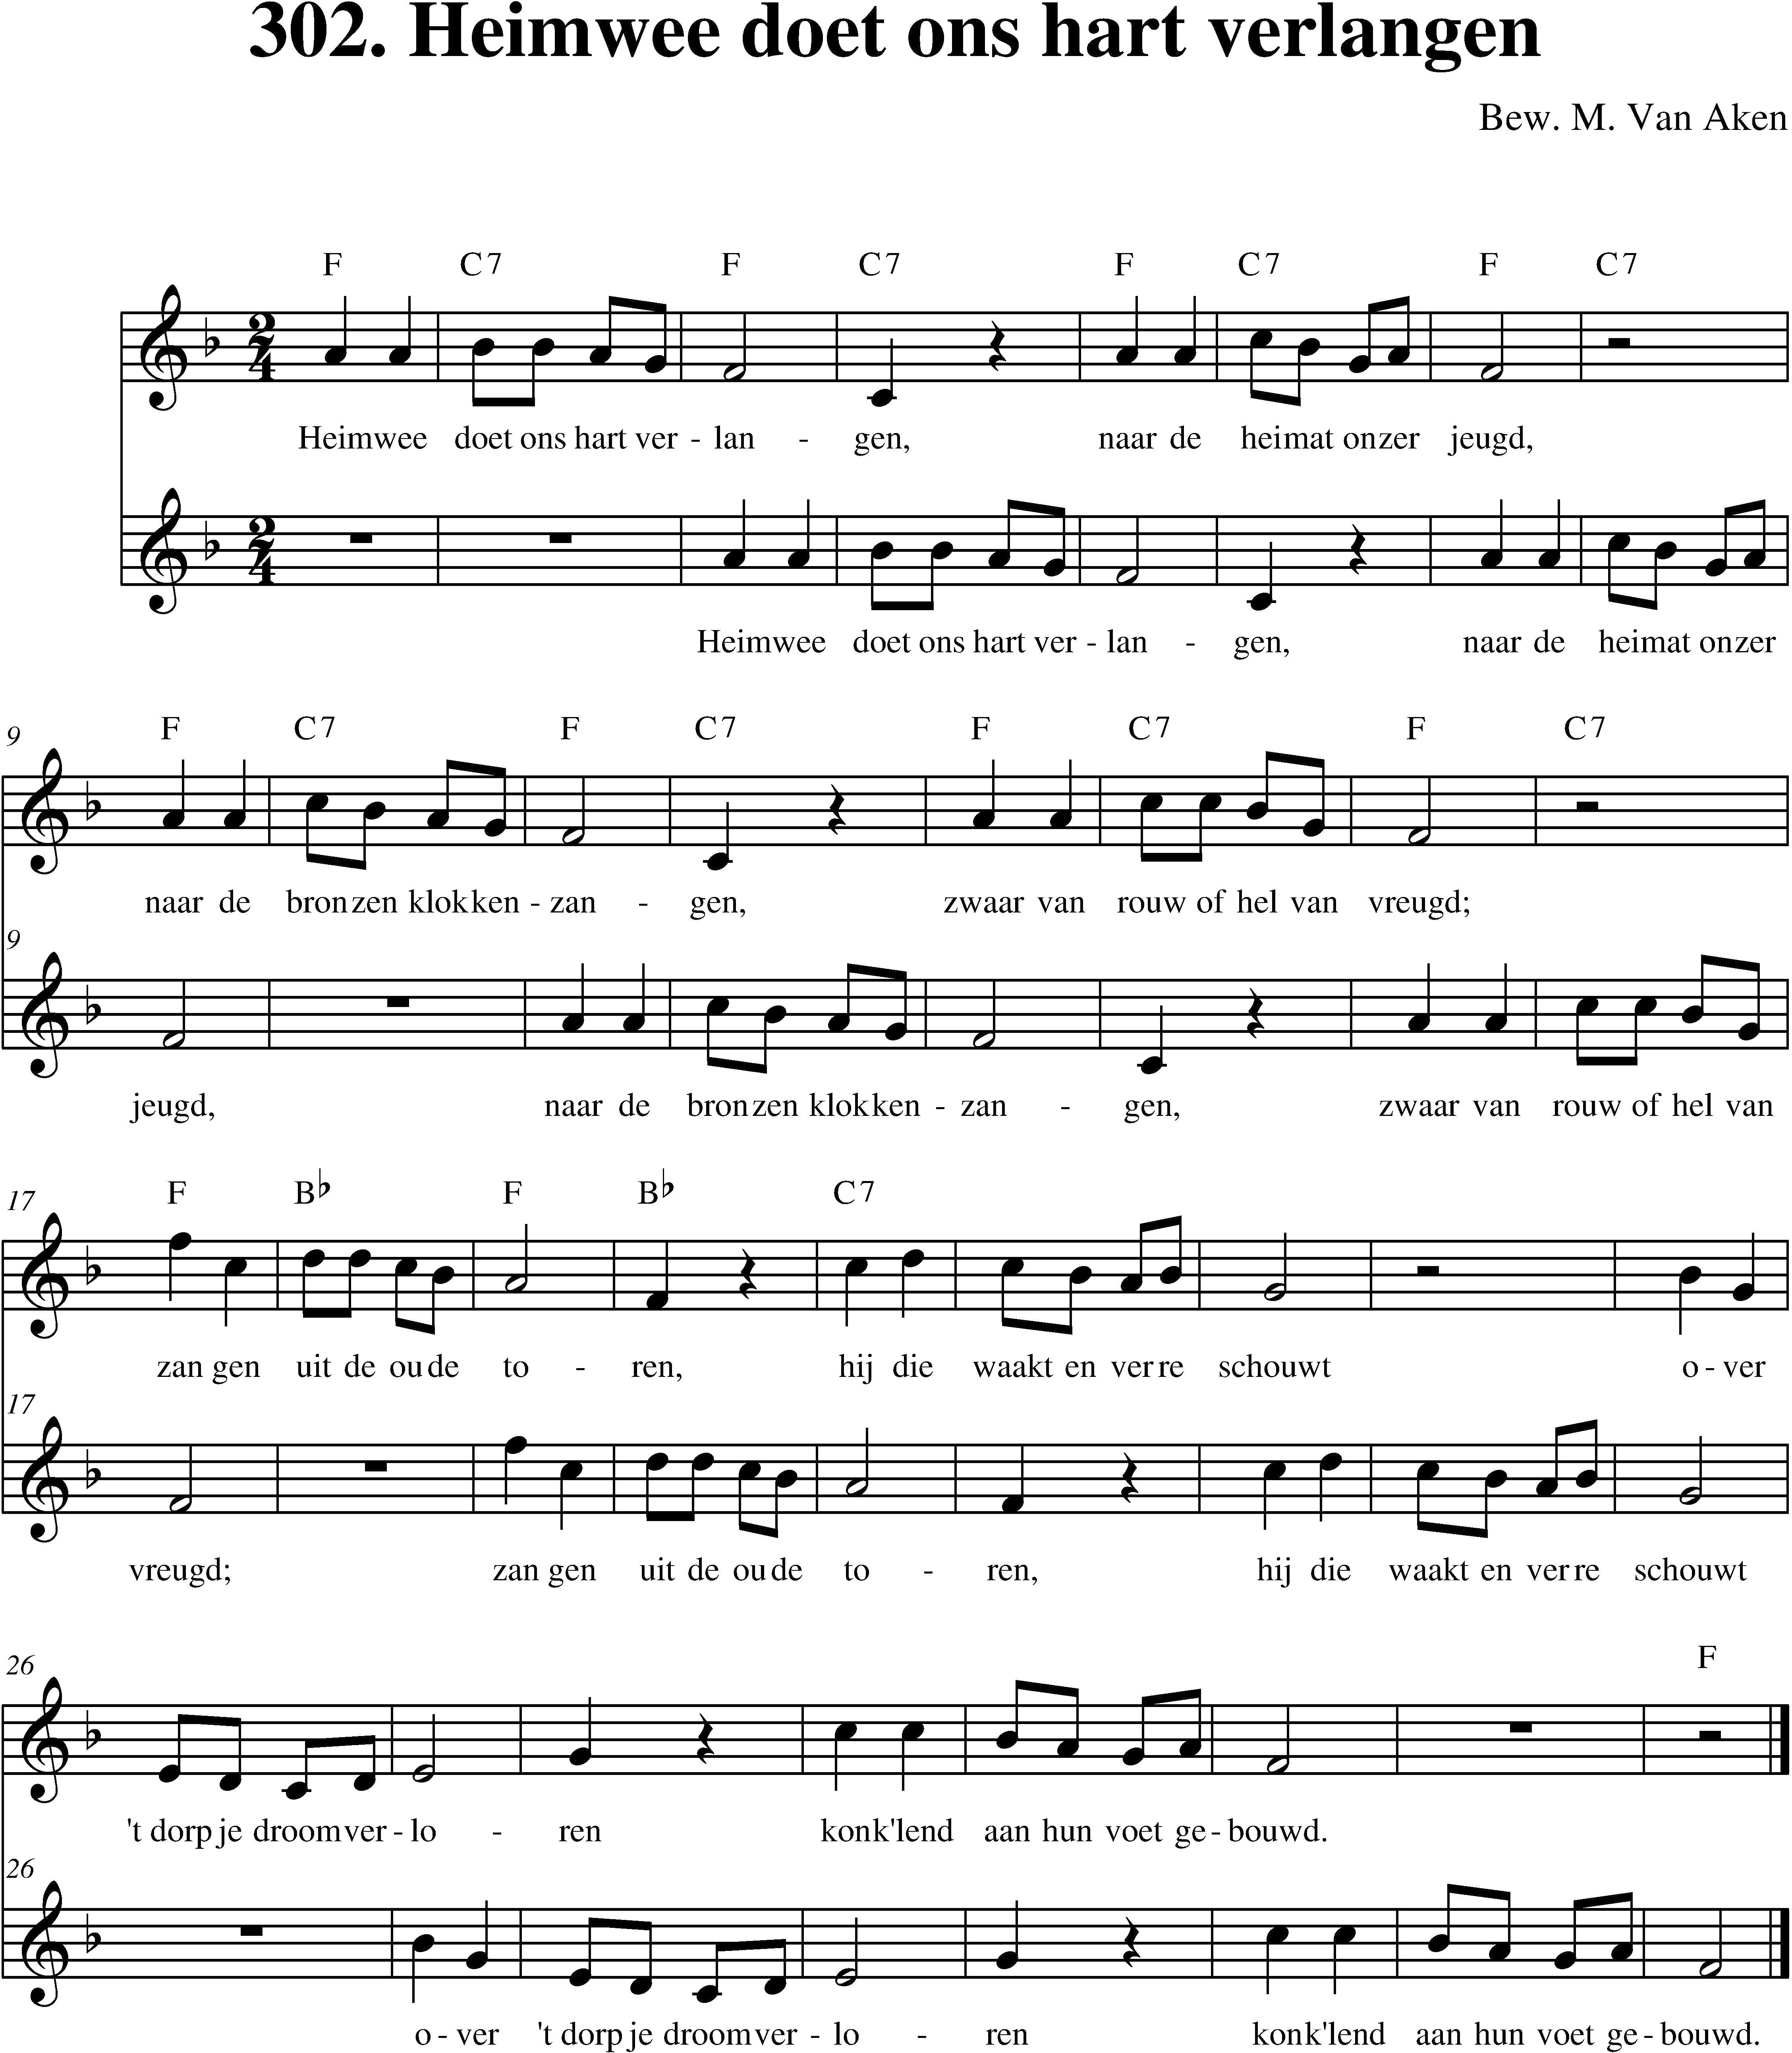 302. Heimwee doet ons hart verlangen
Bew. M. Van Aken
F C7 F C7 F C7 F C7
Heimwee doet ons hart ver - lan - gen, naar de heimat onzer jeugd,
Heimwee doet ons hart ver - lan - gen, naar de heimat onzer
9 F C7 F C7 F C7 F C7
naar de bronzen klokken - zan - gen, zwaar van rouw of hel van vreugd;
9
jeugd, naar de bronzen klokken - zan - gen, zwaar van rouw of hel van
17 F B♭ F B♭ C7
zan gen uit de oude to - ren, hij die waakt en verre schouwt o - ver
17
vreugd; zan gen uit de oude to - ren, hij die waakt en verre schouwt
26 F
't dorpje droomver - lo - ren konk'lend aan hun voet ge - bouwd.
26
o - ver 't dorpje droomver - lo - ren konk'lend aan hun voet ge - bouwd.